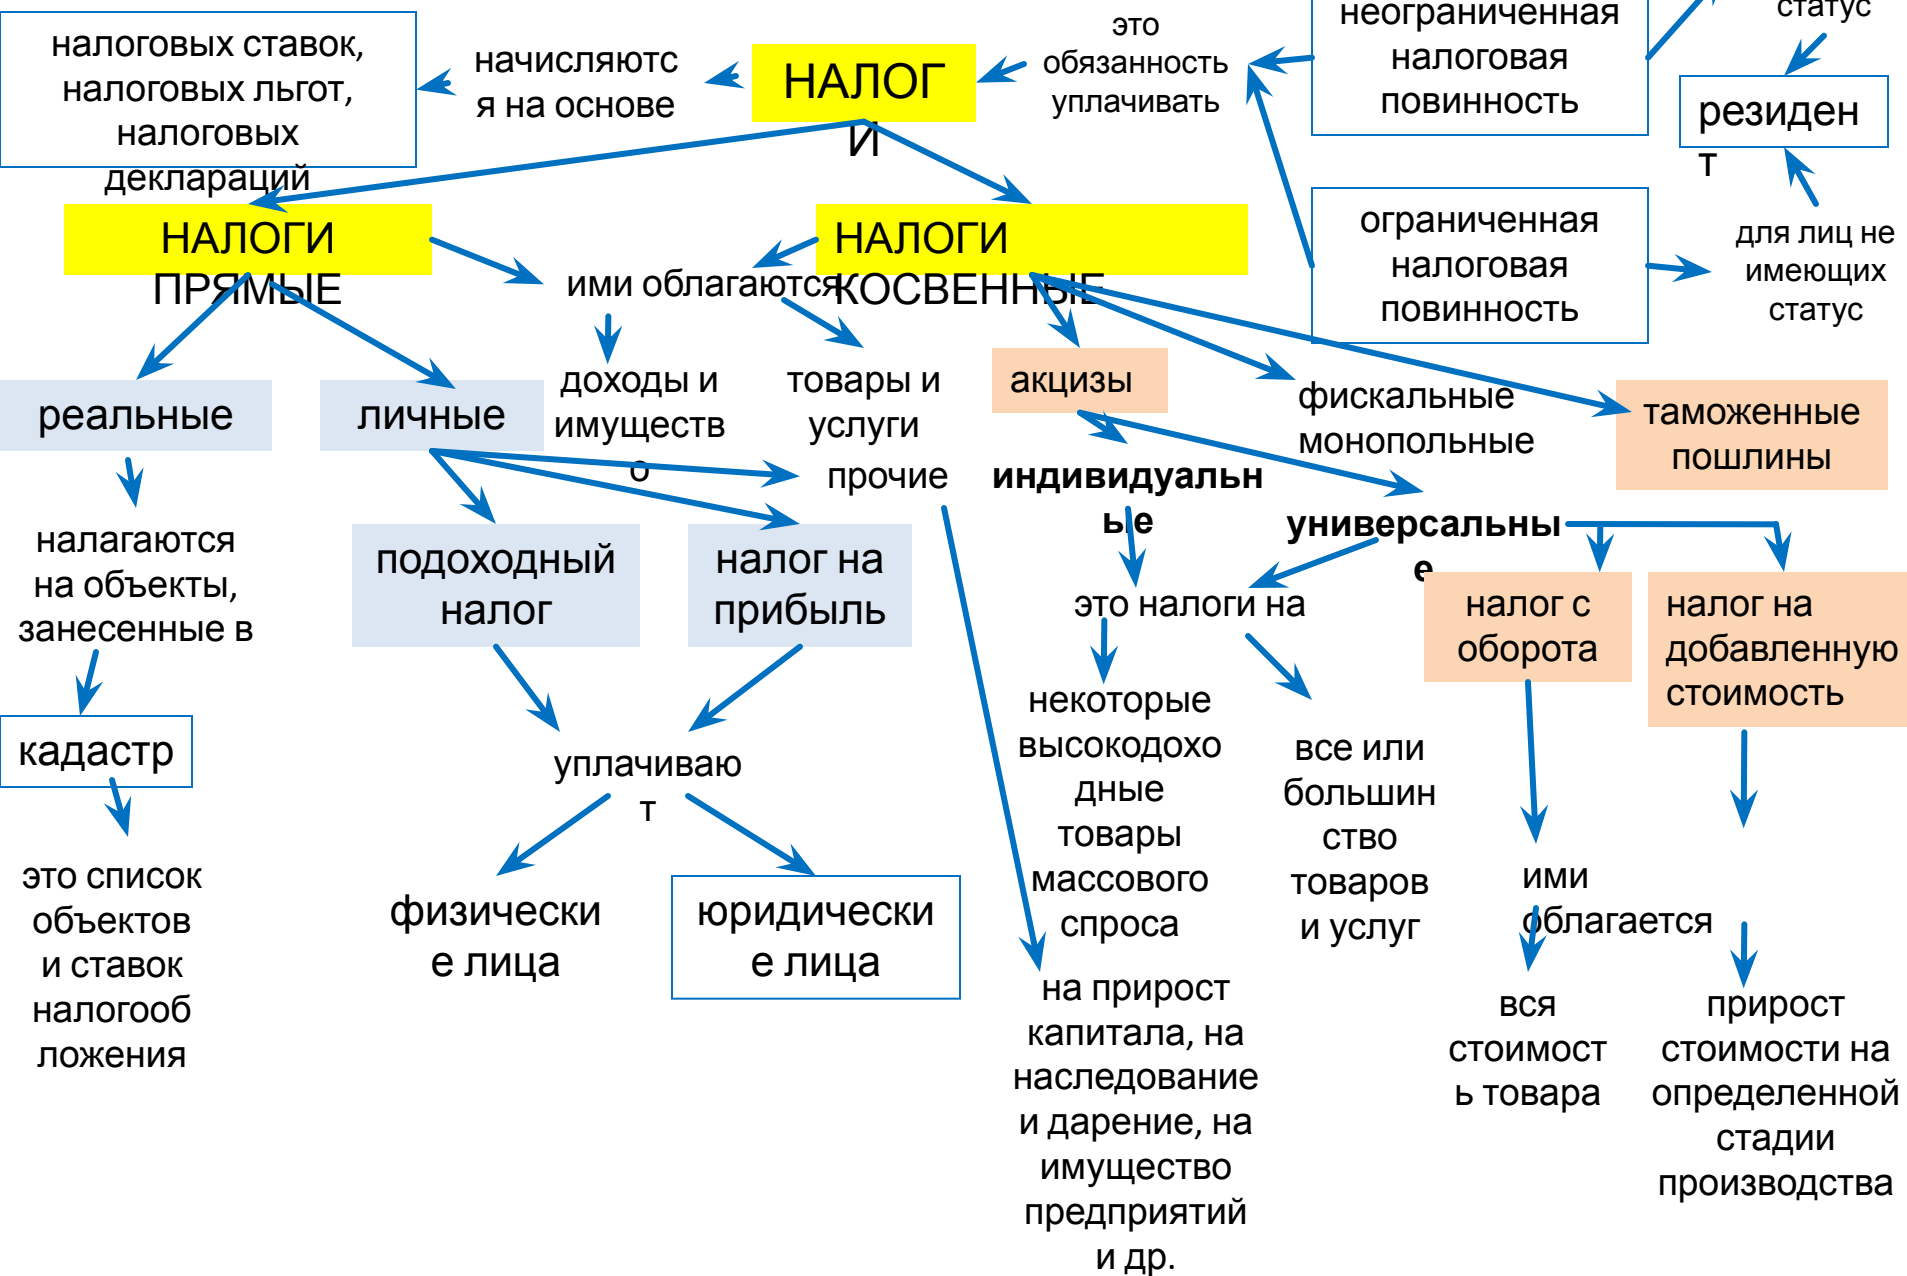 налоговых ставок,
налоговых льгот,
налоговых
деклараций
начисляютс
я на основе
НАЛОГ
И
это
обязанность
уплачивать
неограниченная
налоговая
повинность
статус
резиден
т
ограниченная
налоговая
повинность
для лиц не
имеющих
статус
НАЛОГИ
ПРЯМЫЕ
ими облагаются
НАЛОГИ
КОСВЕННЫЕ
реальные
личные
доходы и
имуществ
о
товары и
услуги
прочие
акцизы
фискальные
монопольные
таможенные
пошлины
индивидуальн
ые
универсальны
е
налагаются
на объекты,
занесенные в
подоходный
налог
налог на
прибыль
это налоги на
налог с
оборота
налог на
добавленную
стоимость
кадастр
уплачиваю
т
некоторые
высокодохо
дные
товары
массового
спроса
все или
большин
ство
товаров
и услуг
это список
объектов
и ставок
налогооб
ложения
физически
е лица
юридически
е лица
ими
облагается
на прирост
капитала, на
наследование
и дарение, на
имущество
предприятий
и др.
вся
стоимост
ь товара
прирост
стоимости на
определенной
стадии
производства